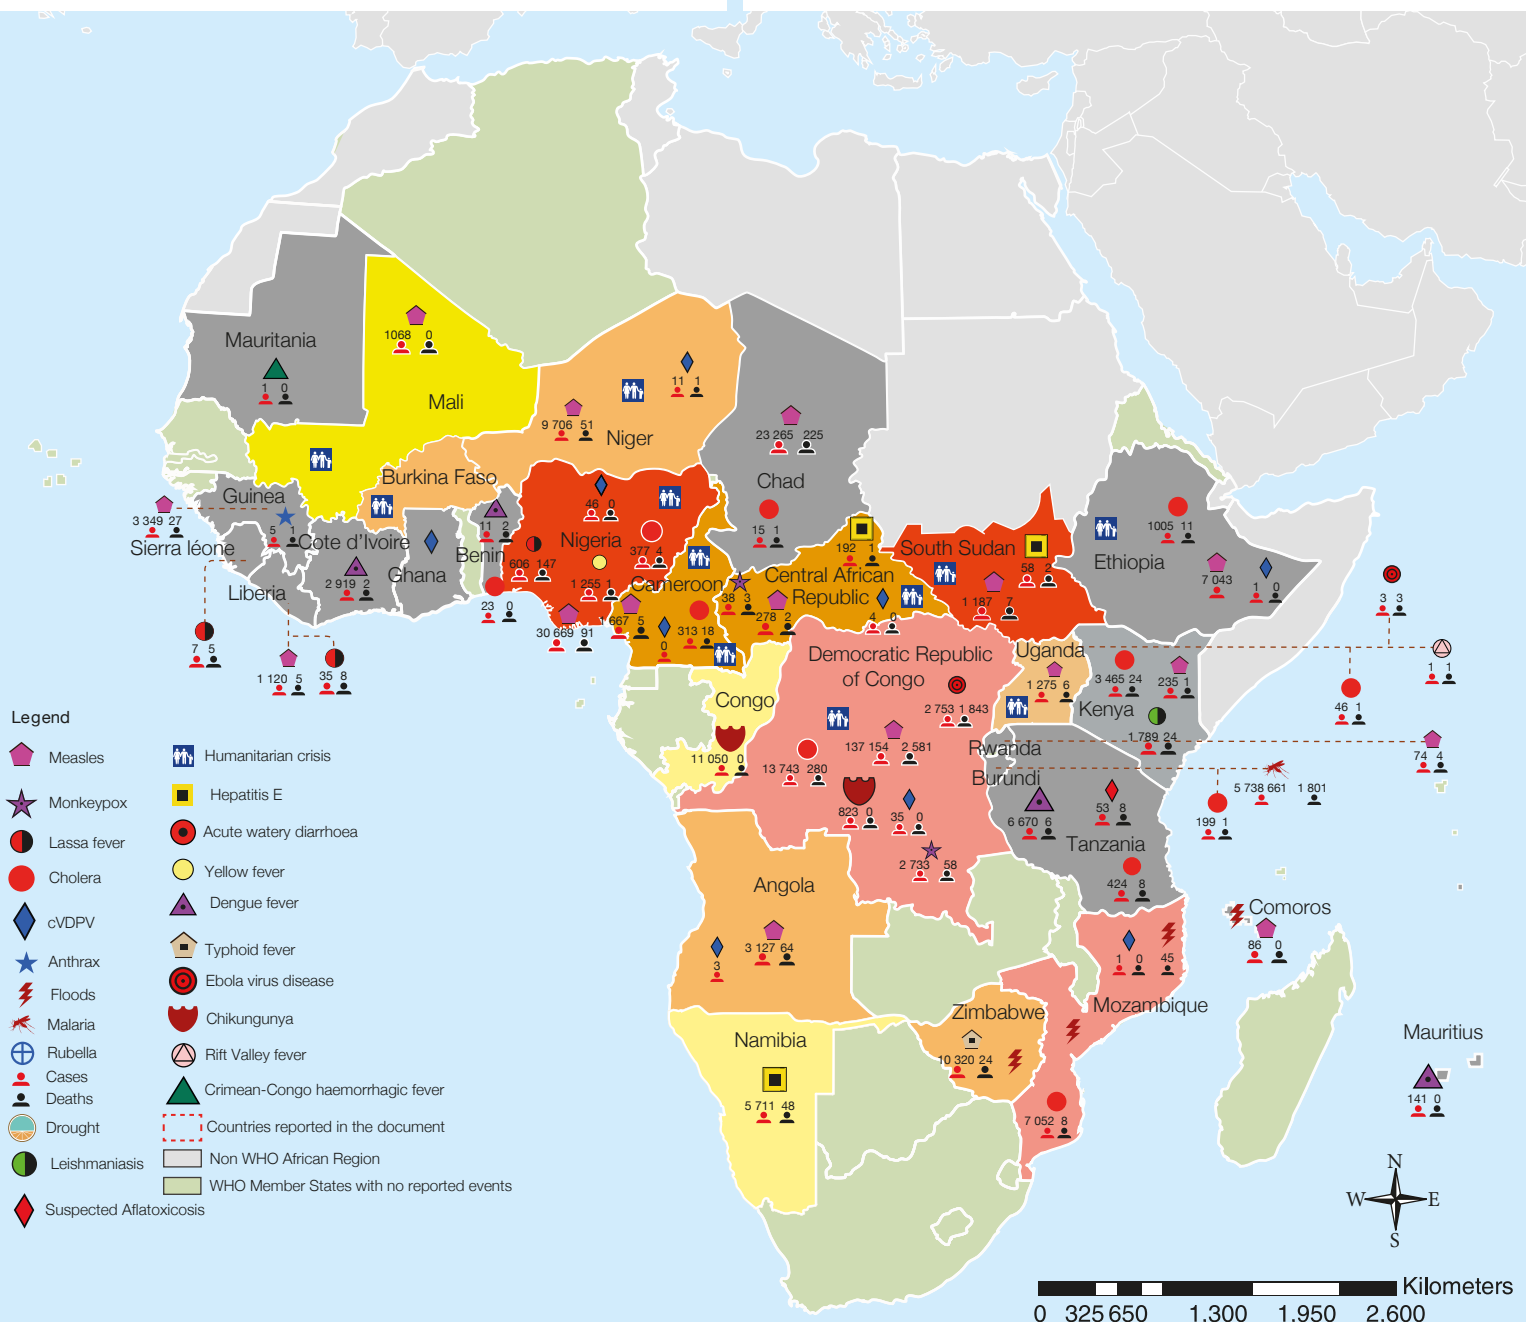 Mauritania
1 0
1068 0
Mali
9 706 51
11 1
Niger
23 265 225
Chad
15 1
Burkina Faso
Guinea
3 349 27
5 1
Sierra léone
Côte d'Ivoire
2 919 2
Ghana
Liberia
Benin
11 2
23 0
7 5
1 120 5
35 8
46 0
Nigeria
377 4
606 147
1 255 1
30 669 91
Cameroon
1 667 5
0
313 18
192 1
Central African
Republic
38 3
278 2
4 0
South Sudan
58 2
1 187 7
1005 11
Ethiopia
7 043
1 0
3 3
1 1
46 1
Uganda
1 275 6
3 465 24
235 1
Kenya
1 789 24
Rwanda
74 4
Burundi
5 738 661 1 801
199 1
Democratic Republic
of Congo
2 753 1 843
137 154 2 581
13 743 280
823 0
35 0
2 733 58
Congo
11 050 0
6 670 6
53 8
Tanzania
424 8
Angola
3 127 64
3
Comoros
86 0
1 0
45
Mozambique
7 052 8
Zimbabwe
10 320 24
Namibia
5 711 48
Mauritius
141 0
Legend
Measles
Monkeypox
Lassa fever
Cholera
cVDPV
Anthrax
Floods
Malaria
Rubella
Cases
Deaths
Drought
Leishmaniasis
Suspected Aflatoxicosis
Humanitarian crisis
Hepatitis E
Acute watery diarrhoea
Yellow fever
Dengue fever
Typhoid fever
Ebola virus disease
Chikungunya
Rift Valley fever
Crimean-Congo haemorrhagic fever
Countries reported in the document
Non WHO African Region
WHO Member States with no reported events
N
W E
S
Kilometers
0 325 650 1.300 1.950 2.600